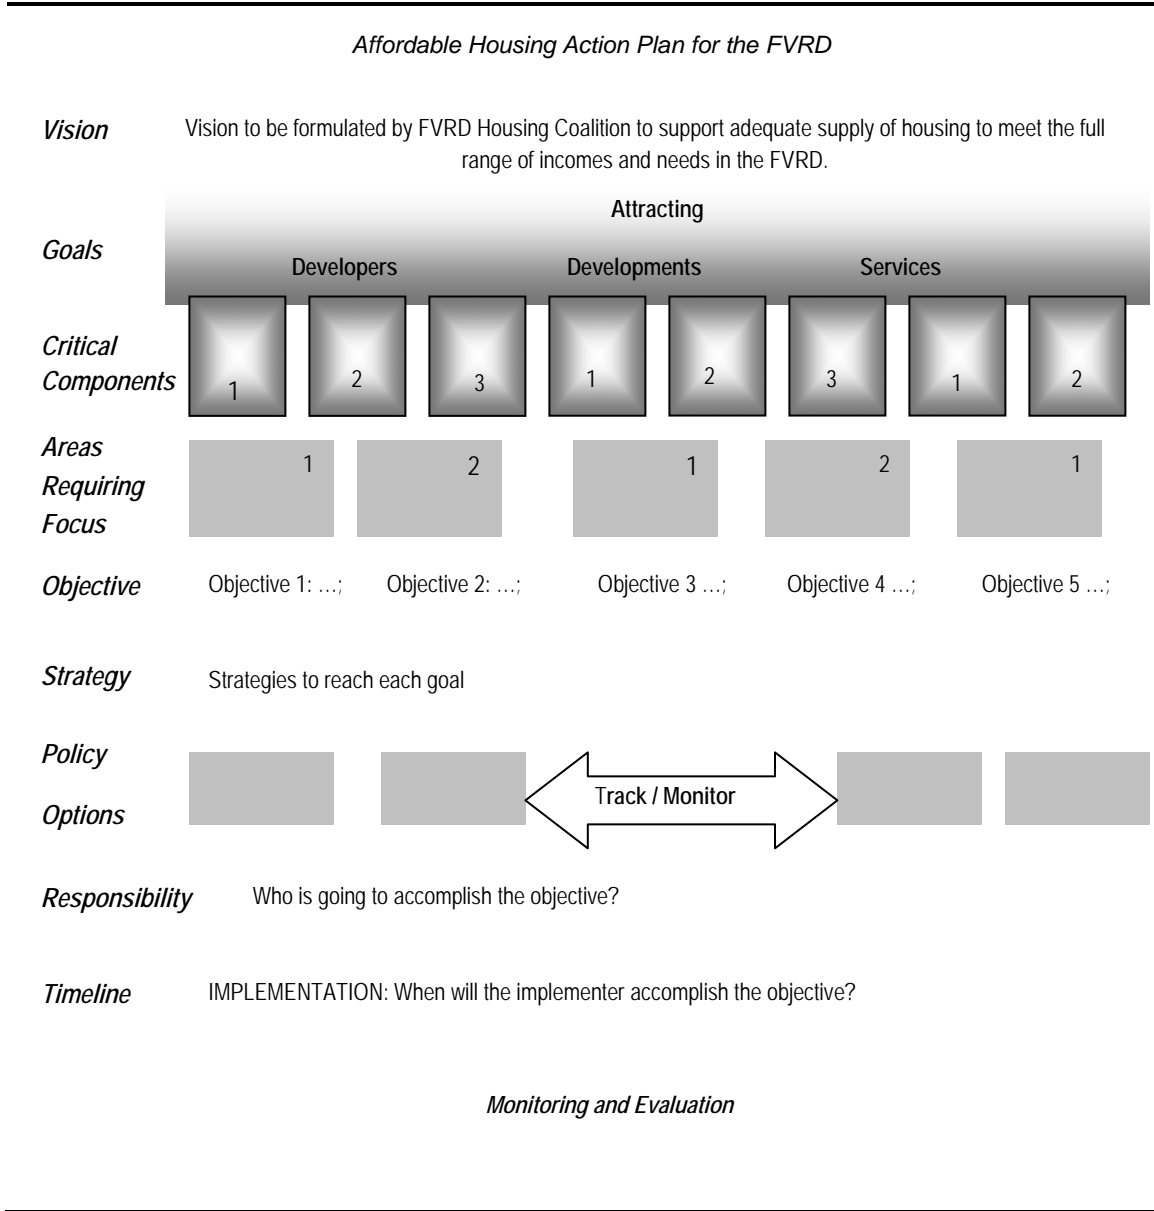 Affordable Housing Action Plan for the FVRD
Vision
Vision to be formulated by FVRD Housing Coalition to support adequate supply of housing to meet the full
range of incomes and needs in the FVRD.
Attracting
Goals
Developers Developments Services
Critical
Components
1 2 3 1 2 3 1 2
Areas
Requiring
Focus
1 2 1 2 1
Objective
Objective 1: …; Objective 2: …; Objective 3 …; Objective 4 …; Objective 5 …;
Strategy
Strategies to reach each goal
Policy
Options
Track / Monitor
Responsibility
Who is going to accomplish the objective?
Timeline
IMPLEMENTATION: When will the implementer accomplish the objective?
Monitoring and Evaluation